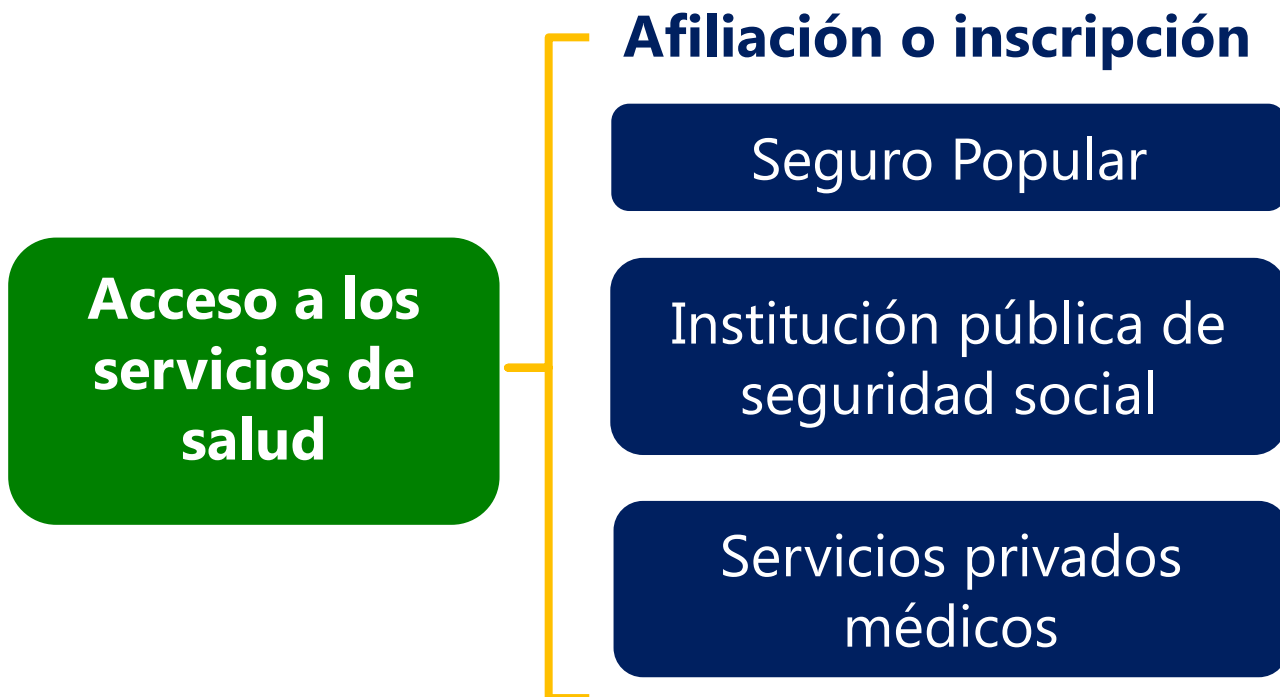 Afiliación o inscripción
Seguro Popular
Acceso a los
servicios de
salud
Institución pública de
seguridad social
Servicios privados
médicos